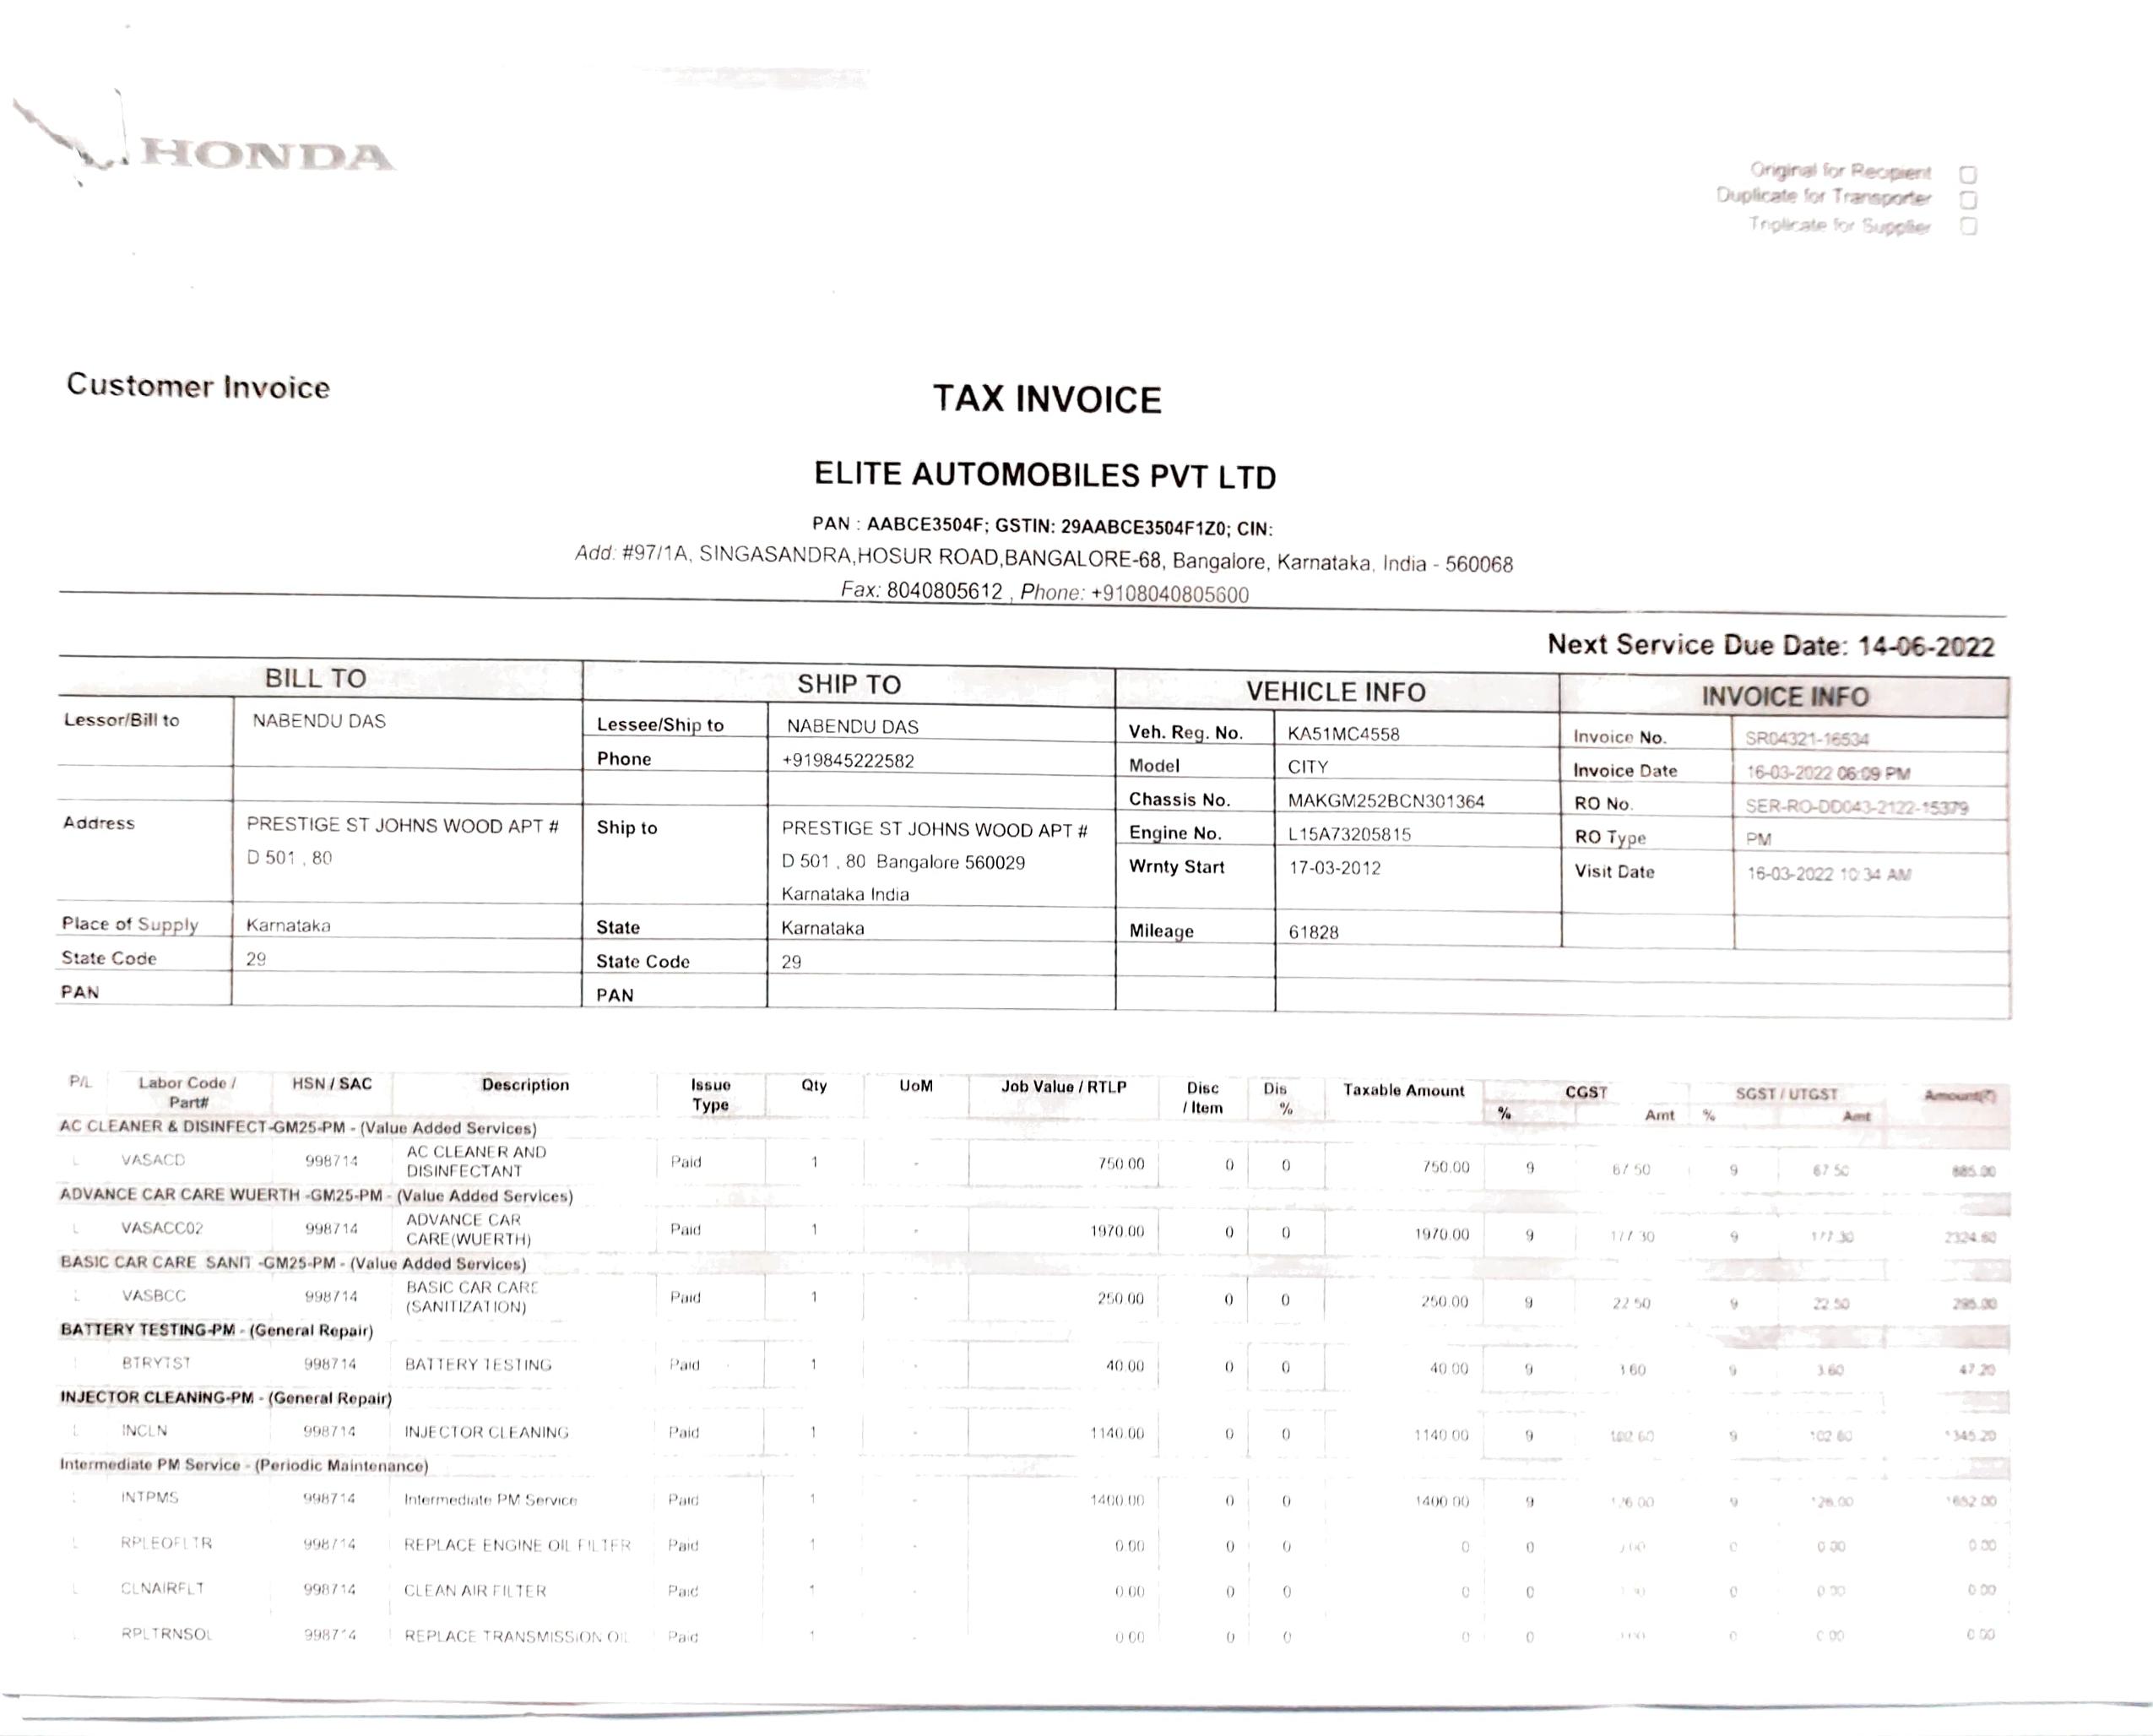 HONDA
Original for Recipient
Duplicate for Transporter
Triplicate for Supplier
Customer Invoice
TAX INVOICE
ELITE AUTOMOBILES PVT LTD
PAN : AABCE3504F; GSTIN: 29AABCE3504F1Z0; CIN:
Add: #97/1A, SINGASANDRA,HOSUR ROAD,BANGALORE-68, Bangalore, Karnataka, India - 560068
Fax: 8040805612 , Phone: +9108040805600
Next Service Due Date: 14-06-2022
BILL TO SHIP TO VEHICLE INFO INVOICE INFO
Lessor/Bill to NABENDU DAS Lessee/Ship to NABENDU DAS Veh. Reg. No. KA51MC4558 Invoice No. SR04321-16534
Phone +919845222582 Model CITY Invoice Date 16-03-2022 06:09 PM
Chassis No. MAKGM252BCN301364 RO No. SER-RO-DD043-2122-15379
Address PRESTIGE ST JOHNS WOOD APT # Ship to PRESTIGE ST JOHNS WOOD APT # Engine No. L15A73205815 RO Type PM
D 501 , 80 D 501 , 80 Bangalore 560029 Wrnty Start 17-03-2012 Visit Date 16-03-2022 10:34 AM
Karnataka India
Place of Supply Karnataka State Karnataka Mileage 61828
State Code 29 State Code 29
PAN PAN
P/L Labor Code / HSN / SAC Description Issue Qty UoM Job Value / RTLP Disc Dis Taxable Amount CGST SGST / UTGST Amount(₹)
Part# Type / Item % % Amt % Amt
AC CLEANER & DISINFECT-GM25-PM - (Value Added Services)
L VASACD 998714 AC CLEANER AND Paid 1 - 750.00 0 0 750.00 9 67.50 9 67.50 885.00
DISINFECTANT
ADVANCE CAR CARE WUERTH -GM25-PM - (Value Added Services)
L VASACC02 998714 ADVANCE CAR Paid 1 - 1970.00 0 0 1970.00 9 177.30 9 177.30 2324.60
CARE(WUERTH)
BASIC CAR CARE SANIT -GM25-PM - (Value Added Services)
L VASBCC 998714 BASIC CAR CARE Paid 1 - 250.00 0 0 250.00 9 22.50 9 22.50 295.00
(SANITIZATION)
BATTERY TESTING-PM - (General Repair)
BTRYTST 998714 BATTERY TESTING Paid 1 - 40.00 0 0 40.00 9 3.60 9 3.60 47.20
INJECTOR CLEANING-PM - (General Repair)
L INCLN 998714 INJECTOR CLEANING Paid 1 - 1140.00 0 0 1140.00 9 102.60 9 102.60 1345.20
Intermediate PM Service - (Periodic Maintenance)
INTPMS 998714 Intermediate PM Service Paid 1 - 1400.00 0 0 1400.00 9 126.00 9 126.00 1652.00
L RPLEOFLTR 998714 REPLACE ENGINE OIL FILTER Paid 1 - 0.00 0 0 0 0 0.00 0 0.00 0.00
L CLNAIRFLT 998714 CLEAN AIR FILTER Paid 1 - 0.00 0 0 0 0 0 0.00 0.00
L RPLTRNSOL 998714 REPLACE TRANSMISSION OIL Paid 1 - 0.00 0 0 0 0 0 0.00 0.00